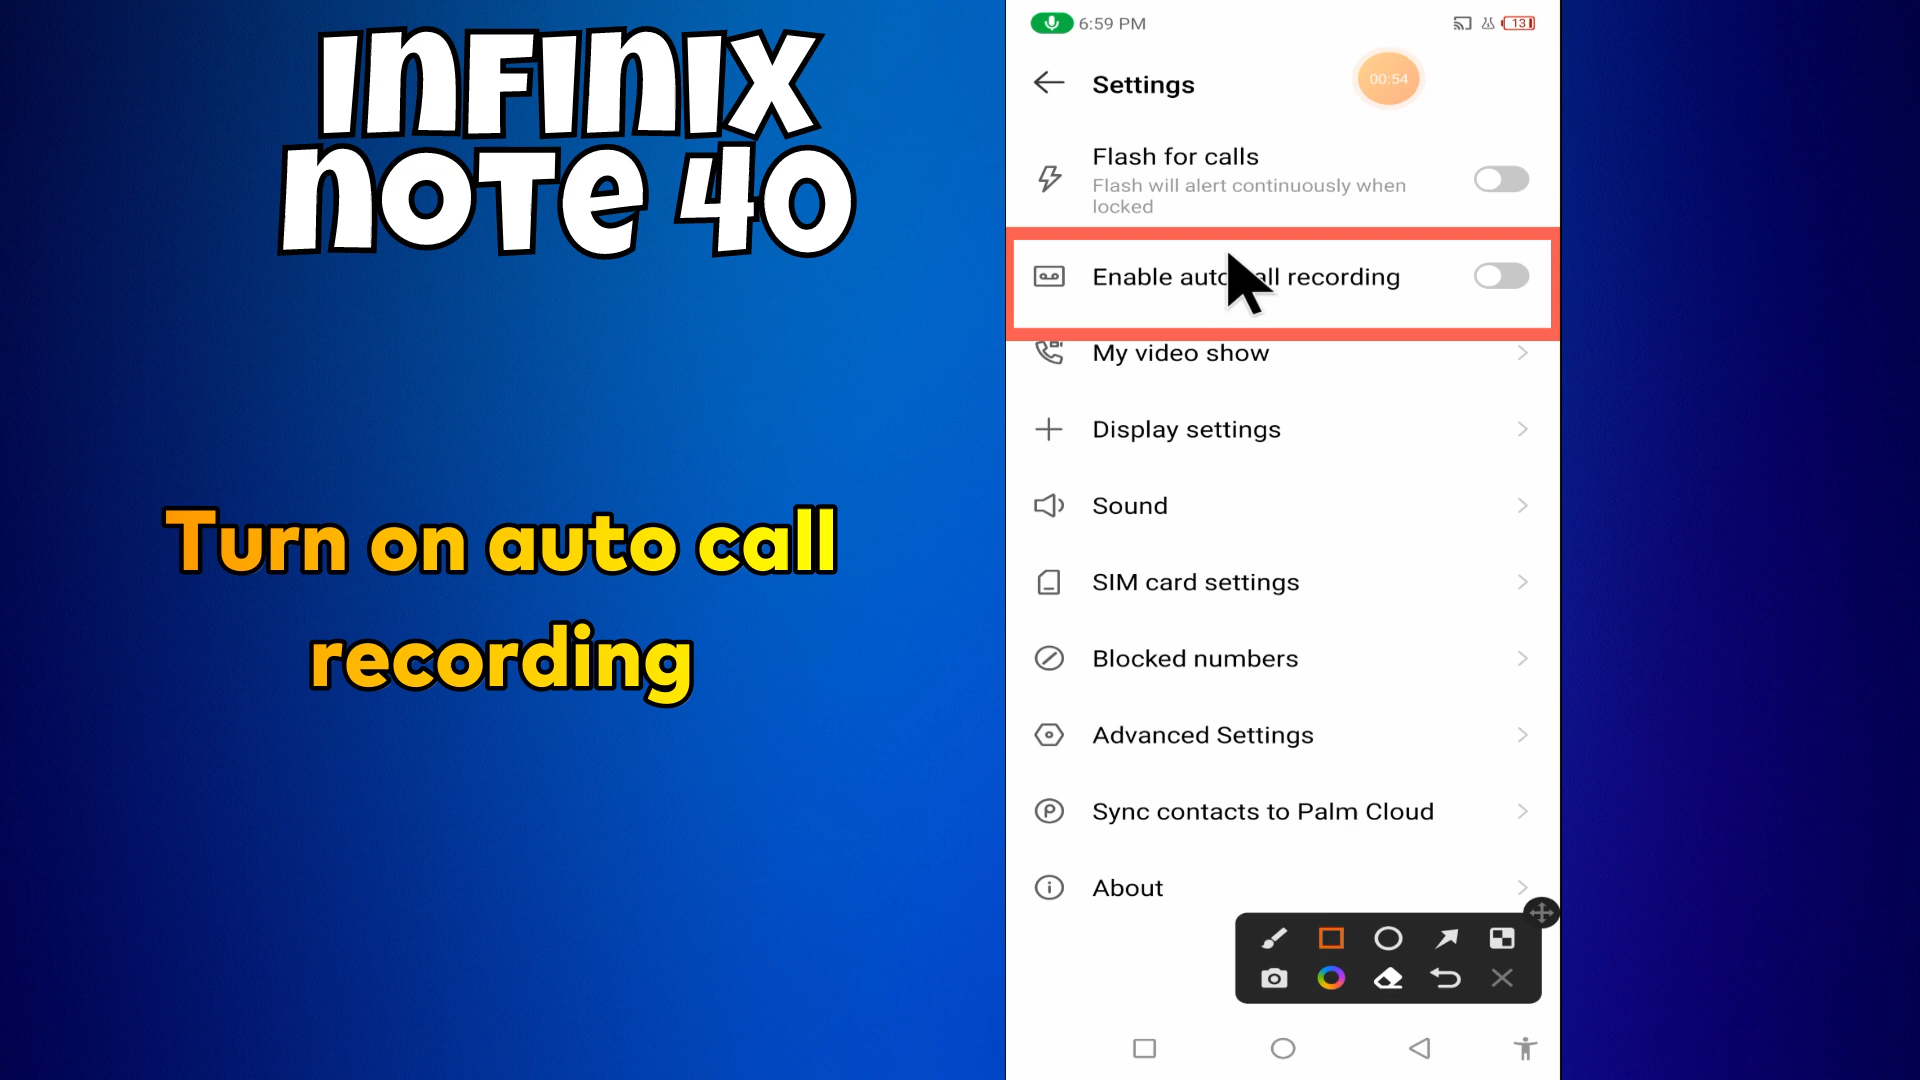 INFINIX
NOTE 40
Turn on auto call
recording
6:59 PM
13
Settings
00:54
Flash for calls
Flash will alert continuously when
locked
Enable auto all recording
My video show
Display settings
Sound
SIM card settings
Blocked numbers
Advanced Settings
Sync contacts to Palm Cloud
About